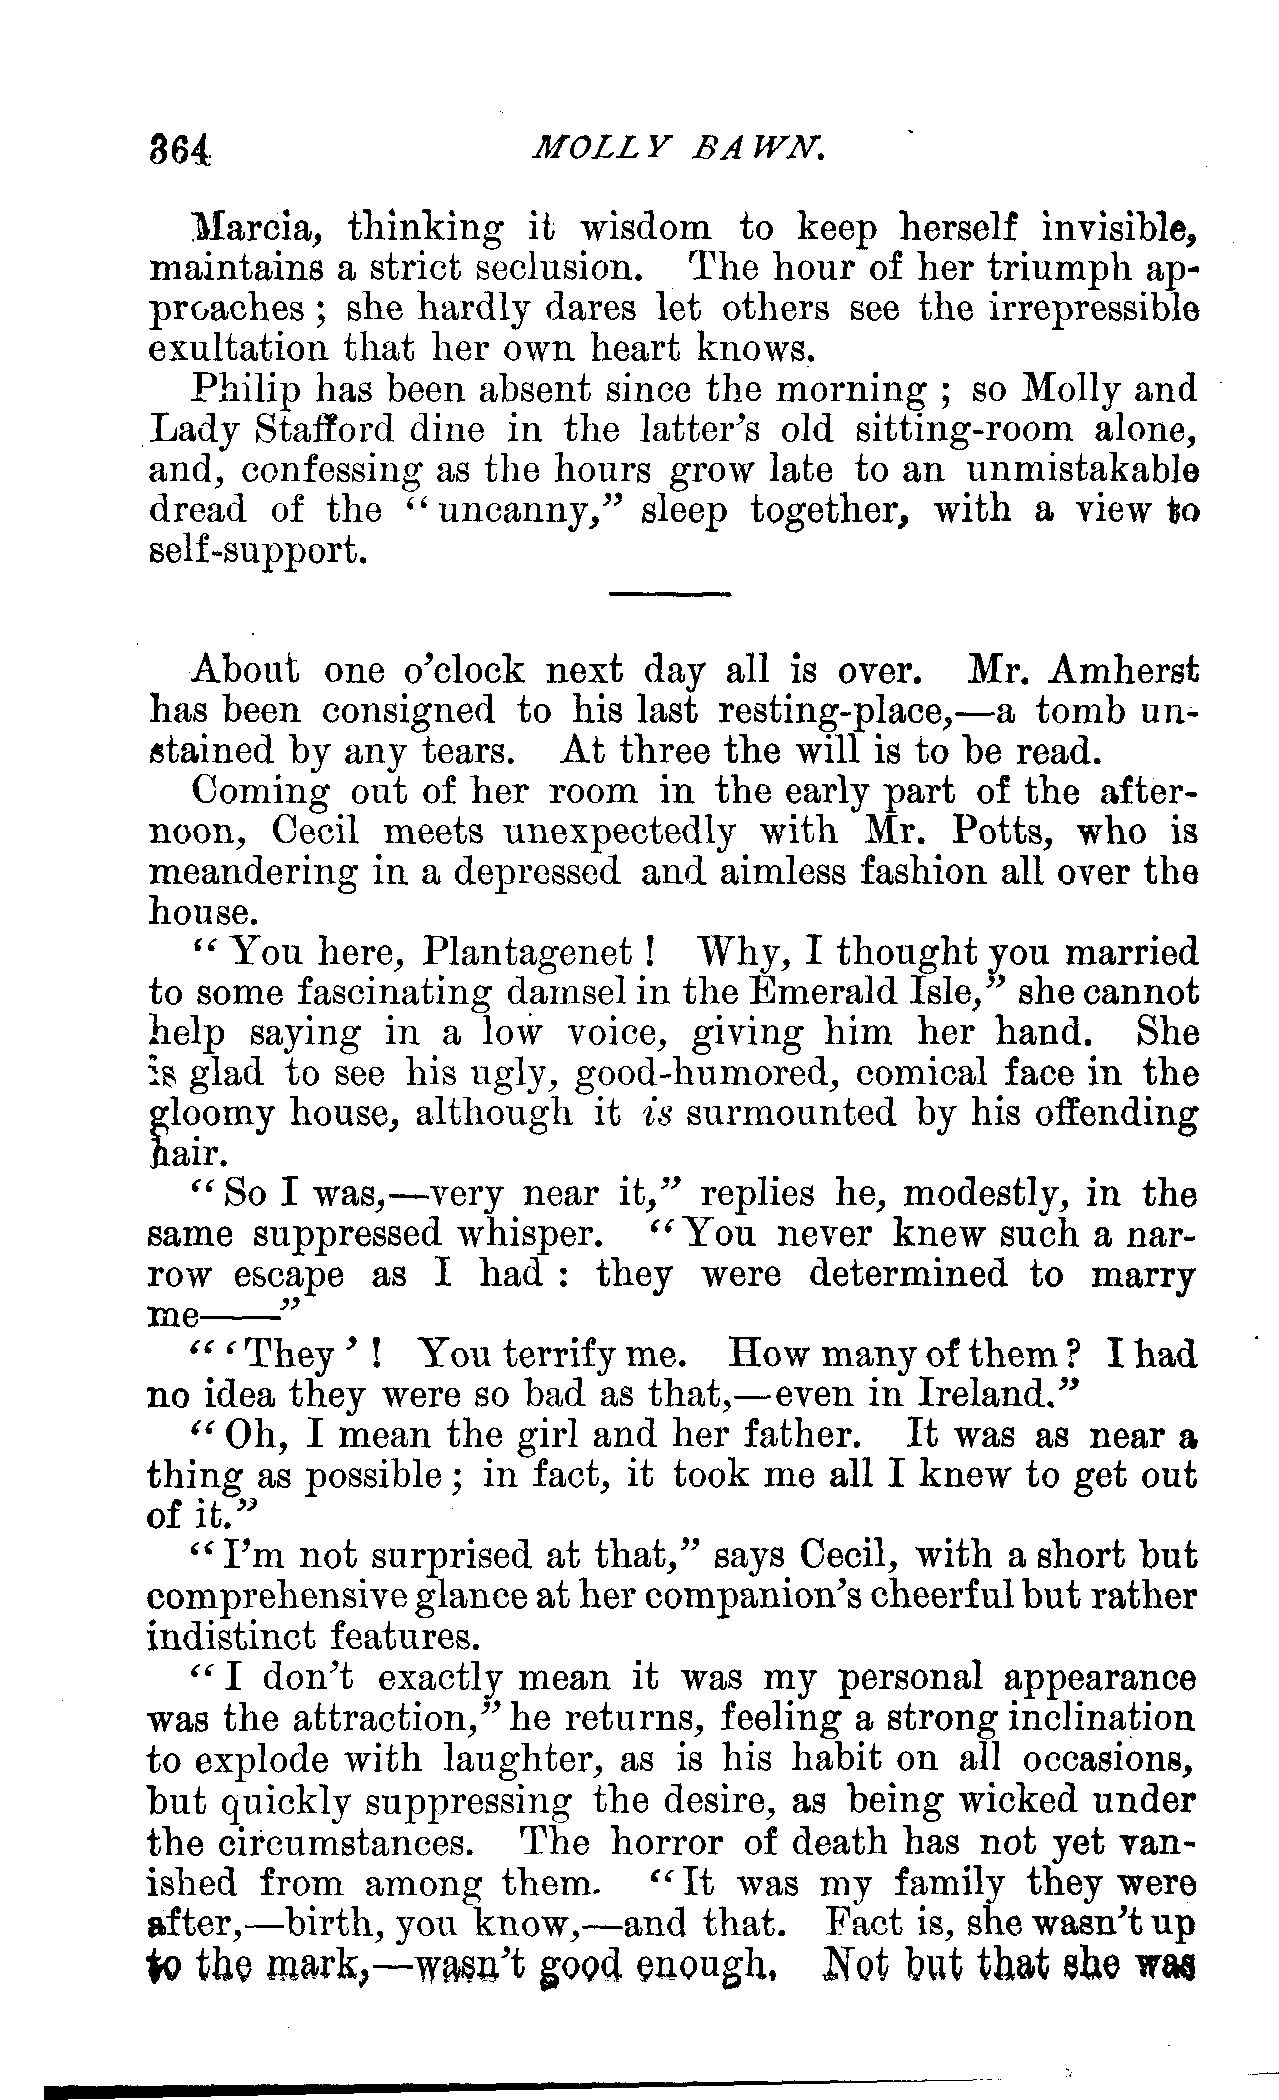 364 MOLLY BAWN.
Marcia, thinking it wisdom to keep herself invisible,
maintains a strict seclusion. The hour of her triumph ap-
proaches; she hardly dares let others see the irrepressible
exultation that her own heart knows.
Philip has been absent since the morning; so Molly and
Lady Stafford dine in the latter's old sitting-room alone,
and, confessing as the hours grow late to an unmistakable
dread of the "uncanny," sleep together, with a view to
self-support.
About one o'clock next day all is over. Mr. Amherst
has been consigned to his last resting-place,—a tomb un-
stained by any tears. At three the will is to be read.
Coming out of her room in the early part of the after-
noon, Cecil meets unexpectedly with Mr. Potts, who is
meandering in a depressed and aimless fashion all over the
house.
"You here, Plantagenet! Why, I thought you married
to some fascinating damsel in the Emerald Isle," she cannot
help saying in a low voice, giving him her hand. She
is glad to see his ugly, good-humored, comical face in the
gloomy house, although it is surmounted by his offending
hair.
"So I was,—very near it," replies he, modestly, in the
same suppressed whisper. "You never knew such a nar-
row escape as I had: they were determined to marry
me——"
"'They'! You terrify me. How many of them? I had
no idea they were so bad as that,—even in Ireland."
"Oh, I mean the girl and her father. It was as near a
thing as possible; in fact, it took me all I knew to get out
of it."
"I'm not surprised at that," says Cecil, with a short but
comprehensive glance at her companion's cheerful but rather
indistinct features.
"I don't exactly mean it was my personal appearance
was the attraction," he returns, feeling a strong inclination
to explode with laughter, as is his habit on all occasions,
but quickly suppressing the desire, as being wicked under
the circumstances. The horror of death has not yet van-
ished from among them. "It was my family they were
after,—birth, you know,—and that. Fact is, she wasn't up
to the mark,—wasn't good enough. Not but that she was